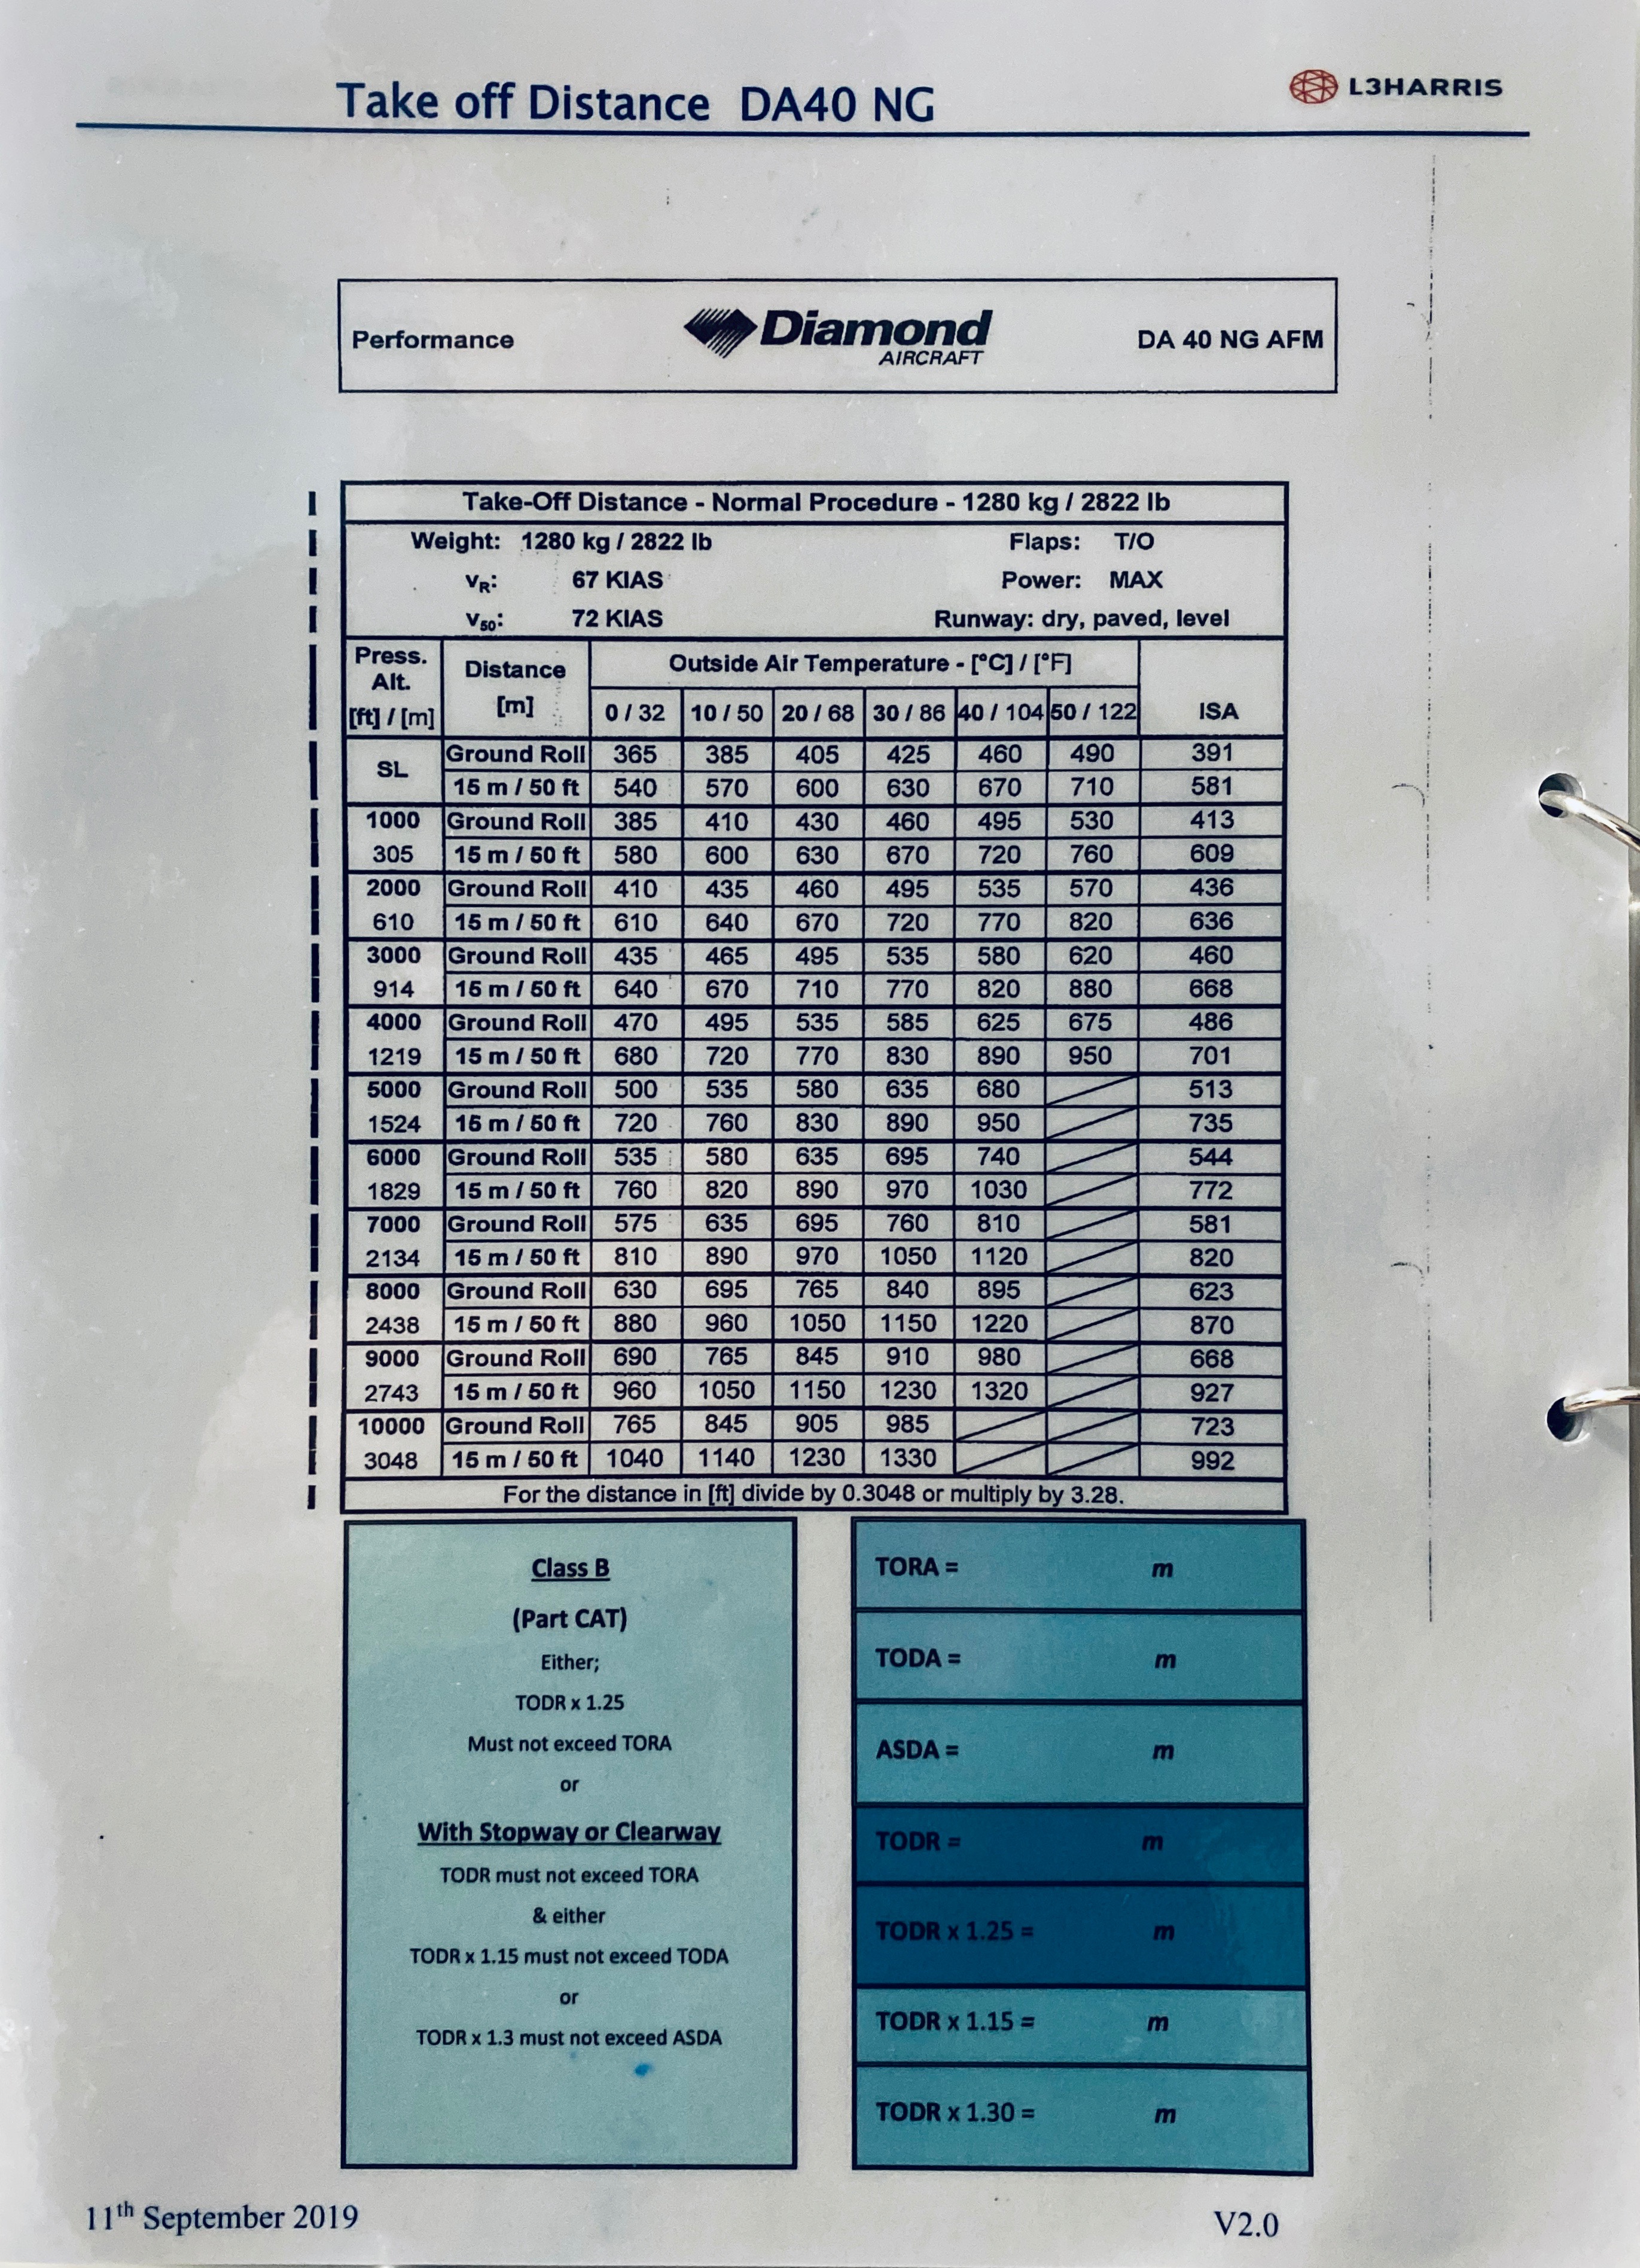 Take off Distance DA40 NG
L3HARRIS
Performance
Diamond
AIRCRAFT
DA 40 NG AFM
Take-Off Distance - Normal Procedure - 1280 kg / 2822 lb
Weight: 1280 kg / 2822 lb Flaps: T/O
VR: 67 KIAS Power: MAX
V50: 72 KIAS Runway: dry, paved, level
Press. Alt. [ft] / [m] Distance [m] Outside Air Temperature - [°C] / [°F] ISA
0 / 32 10 / 50 20 / 68 30 / 86 40 / 104 50 / 122
SL Ground Roll 365 385 405 425 460 490 391
15 m / 50 ft 540 570 600 630 670 710 581
1000 Ground Roll 385 410 430 460 495 530 413
305 15 m / 50 ft 580 600 630 670 720 760 609
2000 Ground Roll 410 435 460 495 535 570 436
610 15 m / 50 ft 610 640 670 720 770 820 636
3000 Ground Roll 435 465 495 535 580 620 460
914 15 m / 50 ft 640 670 710 770 820 880 668
4000 Ground Roll 470 495 535 585 625 675 486
1219 15 m / 50 ft 680 720 770 830 890 950 701
5000 Ground Roll 500 535 580 635 680 513
1524 15 m / 50 ft 720 760 830 890 950 735
6000 Ground Roll 535 580 635 695 740 544
1829 15 m / 50 ft 760 820 890 970 1030 772
7000 Ground Roll 575 635 695 760 810 581
2134 15 m / 50 ft 810 890 970 1050 1120 820
8000 Ground Roll 630 695 765 840 895 623
2438 15 m / 50 ft 880 960 1050 1150 1220 870
9000 Ground Roll 690 765 845 910 980 668
2743 15 m / 50 ft 960 1050 1150 1230 1320 927
10000 Ground Roll 765 845 905 985 723
3048 15 m / 50 ft 1040 1140 1230 1330 992
For the distance in [ft] divide by 0.3048 or multiply by 3.28.
Class B
(Part CAT)
Either;
TODR x 1.25
Must not exceed TORA
or
With Stopway or Clearway
TODR must not exceed TORA
& either
TODR x 1.15 must not exceed TODA
or
TODR x 1.3 must not exceed ASDA
TORA = m
TODA = m
ASDA = m
TODR = m
TODR x 1.25 = m
TODR x 1.15 = m
TODR x 1.30 = m
11th September 2019
V2.0